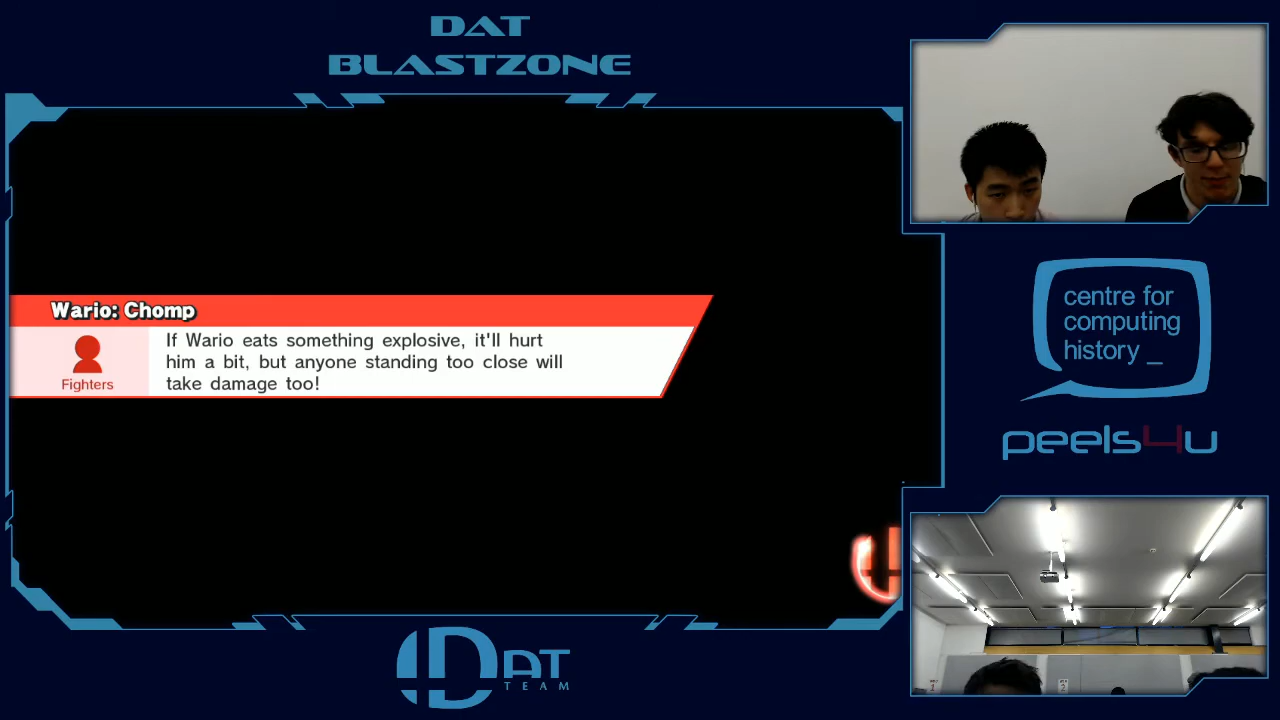 DAT
BLASTZONE
Wario: Chomp
If Wario eats something explosive, it'll hurt
him a bit, but anyone standing too close will
take damage too!
Fighters
centre for
computing
history _
peels4u
DAT
TEAM
2